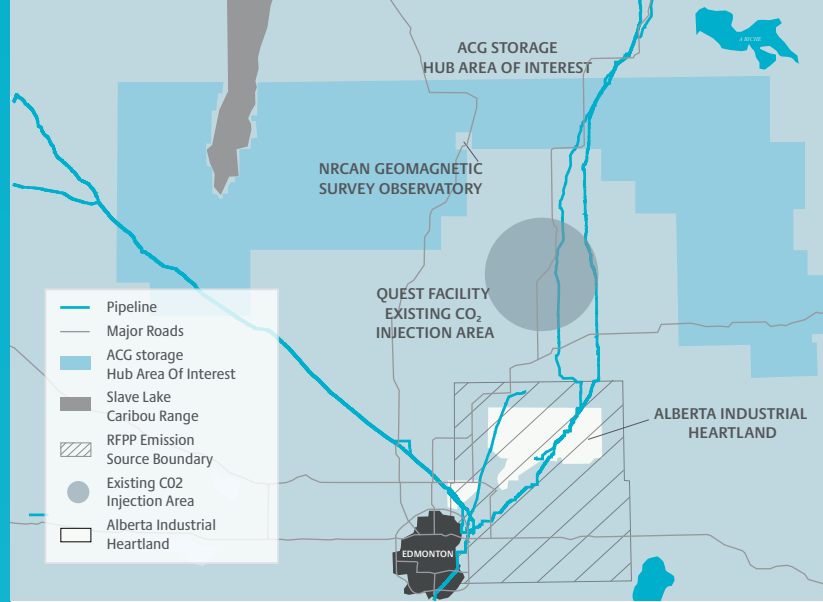 ACG STORAGE
HUB AREA OF INTEREST
NRCAN GEOMAGNETIC
SURVEY OBSERVATORY
QUEST FACILITY
EXISTING CO₂
INJECTION AREA
ALBERTA INDUSTRIAL
HEARTLAND
EDMONTON
Pipeline
Major Roads
ACG storage
Hub Area Of Interest
Slave Lake
Caribou Range
RFPP Emission
Source Boundary
Existing CO2
Injection Area
Alberta Industrial
Heartland